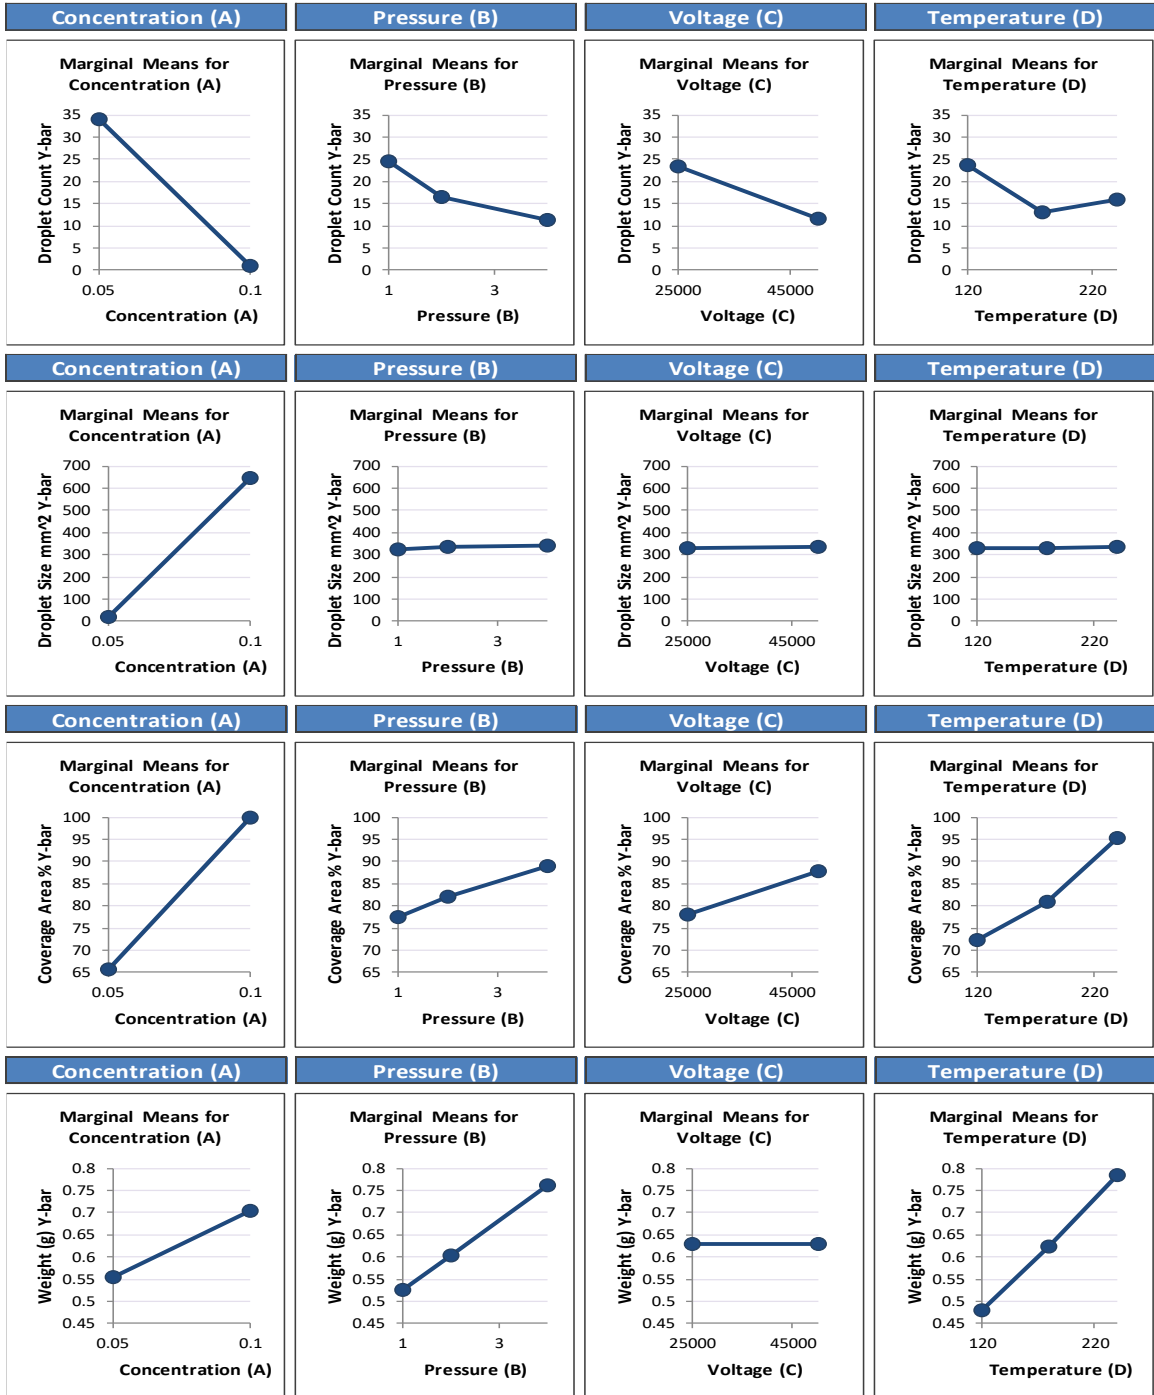 Concentration (A)
Pressure (B)
Voltage (C)
Temperature (D)
Marginal Means for
Concentration (A)
Droplet Count Y-bar
35
30
25
20
15
10
5
0
0.05
0.1
Concentration (A)
Marginal Means for
Pressure (B)
Droplet Count Y-bar
35
30
25
20
15
10
5
0
1
3
Pressure (B)
Marginal Means for
Voltage (C)
Droplet Count Y-bar
35
30
25
20
15
10
5
0
25000
45000
Voltage (C)
Marginal Means for
Temperature (D)
Droplet Count Y-bar
35
30
25
20
15
10
5
0
120
220
Temperature (D)
Concentration (A)
Pressure (B)
Voltage (C)
Temperature (D)
Marginal Means for
Concentration (A)
Droplet Size mm^2 Y-bar
700
600
500
400
300
200
100
0
0.05
0.1
Concentration (A)
Marginal Means for
Pressure (B)
Droplet Size mm^2 Y-bar
700
600
500
400
300
200
100
0
1
3
Pressure (B)
Marginal Means for
Voltage (C)
Droplet Size mm^2 Y-bar
700
600
500
400
300
200
100
0
25000
45000
Voltage (C)
Marginal Means for
Temperature (D)
Droplet Size mm^2 Y-bar
700
600
500
400
300
200
100
0
120
220
Temperature (D)
Concentration (A)
Pressure (B)
Voltage (C)
Temperature (D)
Marginal Means for
Concentration (A)
Coverage Area % Y-bar
100
95
90
85
80
75
70
65
0.05
0.1
Concentration (A)
Marginal Means for
Pressure (B)
Coverage Area % Y-bar
100
95
90
85
80
75
70
65
1
3
Pressure (B)
Marginal Means for
Voltage (C)
Coverage Area % Y-bar
100
95
90
85
80
75
70
65
25000
45000
Voltage (C)
Marginal Means for
Temperature (D)
Coverage Area % Y-bar
100
95
90
85
80
75
70
65
120
220
Temperature (D)
Concentration (A)
Pressure (B)
Voltage (C)
Temperature (D)
Marginal Means for
Concentration (A)
Weight (g) Y-bar
0.8
0.75
0.7
0.65
0.6
0.55
0.5
0.45
0.05
0.1
Concentration (A)
Marginal Means for
Pressure (B)
Weight (g) Y-bar
0.8
0.75
0.7
0.65
0.6
0.55
0.5
0.45
1
3
Pressure (B)
Marginal Means for
Voltage (C)
Weight (g) Y-bar
0.8
0.75
0.7
0.65
0.6
0.55
0.5
0.45
25000
45000
Voltage (C)
Marginal Means for
Temperature (D)
Weight (g) Y-bar
0.8
0.75
0.7
0.65
0.6
0.55
0.5
0.45
120
220
Temperature (D)